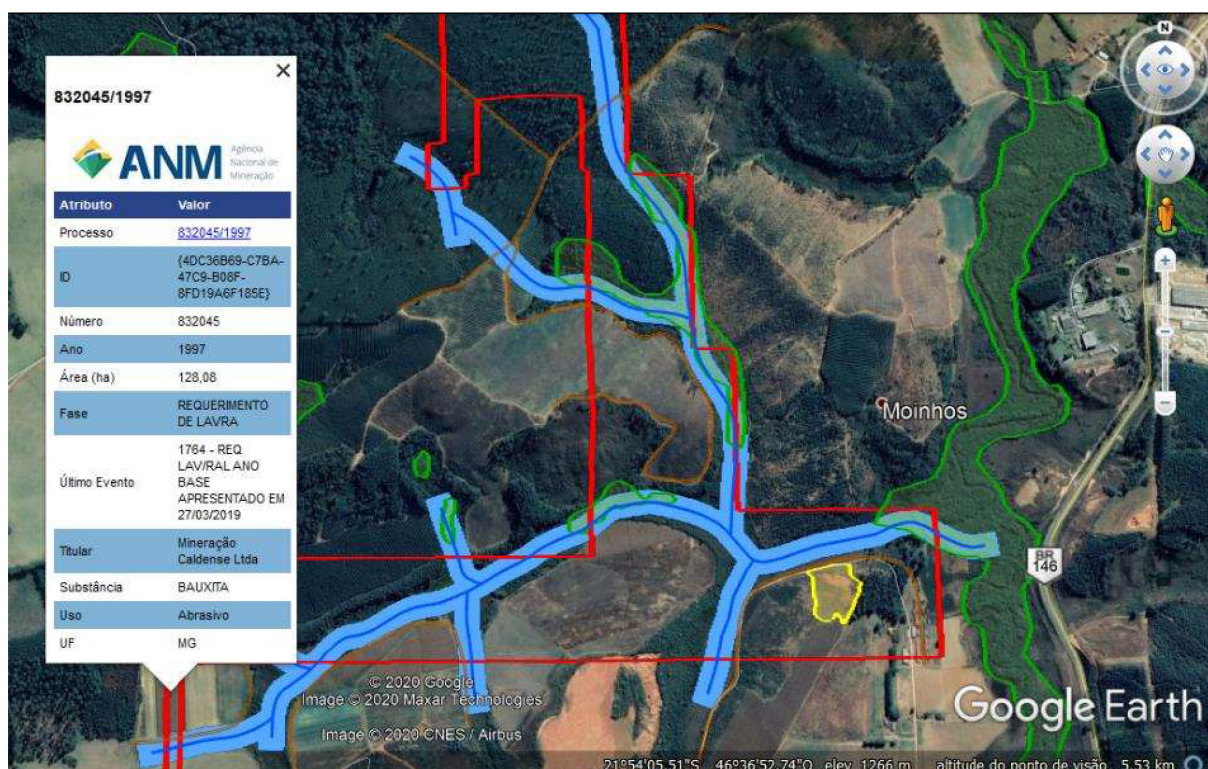 832045/1997
ANM Agência
Nacional de
Mineração
Atributo Valor
Processo 832045/1997
ID {4DC36B69-C7BA-
47C9-B08F-
8FD19A6F185E}
Número 832045
Ano 1997
Área (ha) 128,08
Fase REQUERIMENTO
DE LAVRA
Último Evento 1764 - REQ
LAV/RAL ANO
BASE
APRESENTADO EM
27/03/2019
Titular Mineração
Caldense Ltda
Substância BAUXITA
Uso Abrasivo
UF MG
N
Moinhos
BR
146
© 2020 Google
Image © 2020 Maxar Technologies
Image © 2020 CNES / Airbus
Google Earth
21°54'05.51"S 46°36'52.74"O elev 1266 m altitude do ponto de visão 5.53 km